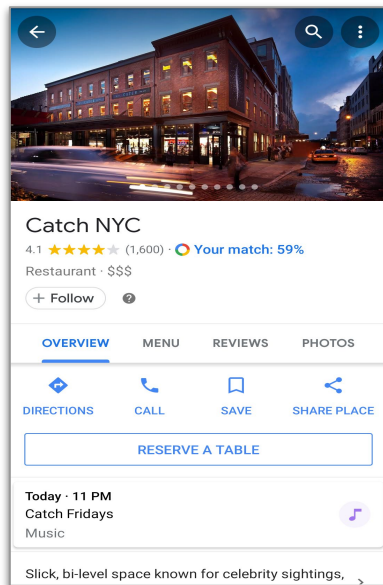 Catch NYC
4.1 (1,600) · Your match: 59%
Restaurant · $$$
+ Follow ?
OVERVIEW MENU REVIEWS PHOTOS
DIRECTIONS CALL SAVE SHARE PLACE
RESERVE A TABLE
Today · 11 PM
Catch Fridays
Music
Slick, bi-level space known for celebrity sightings,